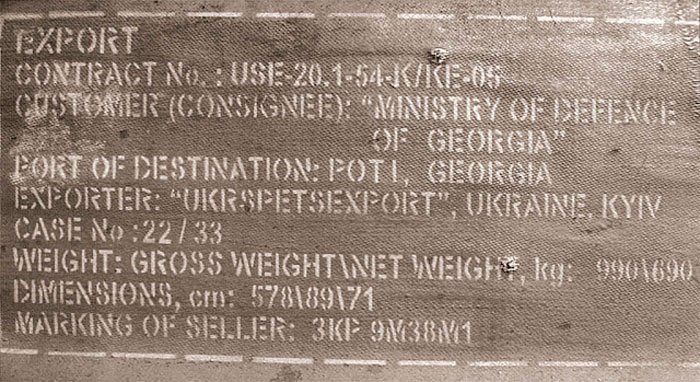 EXPORT
CONTRACT No. : USE-20.1-54-K/KE-05
CUSTOMER (CONSIGNEE): "MINISTRY OF DEFENCE
OF GEORGIA"
PORT OF DESTINATION: POTI, GEORGIA
EXPORTER: "UKRSPETSEXPORT", UKRAINE, KYIV
CASE No : 22 / 33
WEIGHT: GROSS WEIGHT\NET WEIGHT, kg: 990\690
DIMENSIONS, cm: 578\89\71
MARKING OF SELLER: 3KP 9M38M1